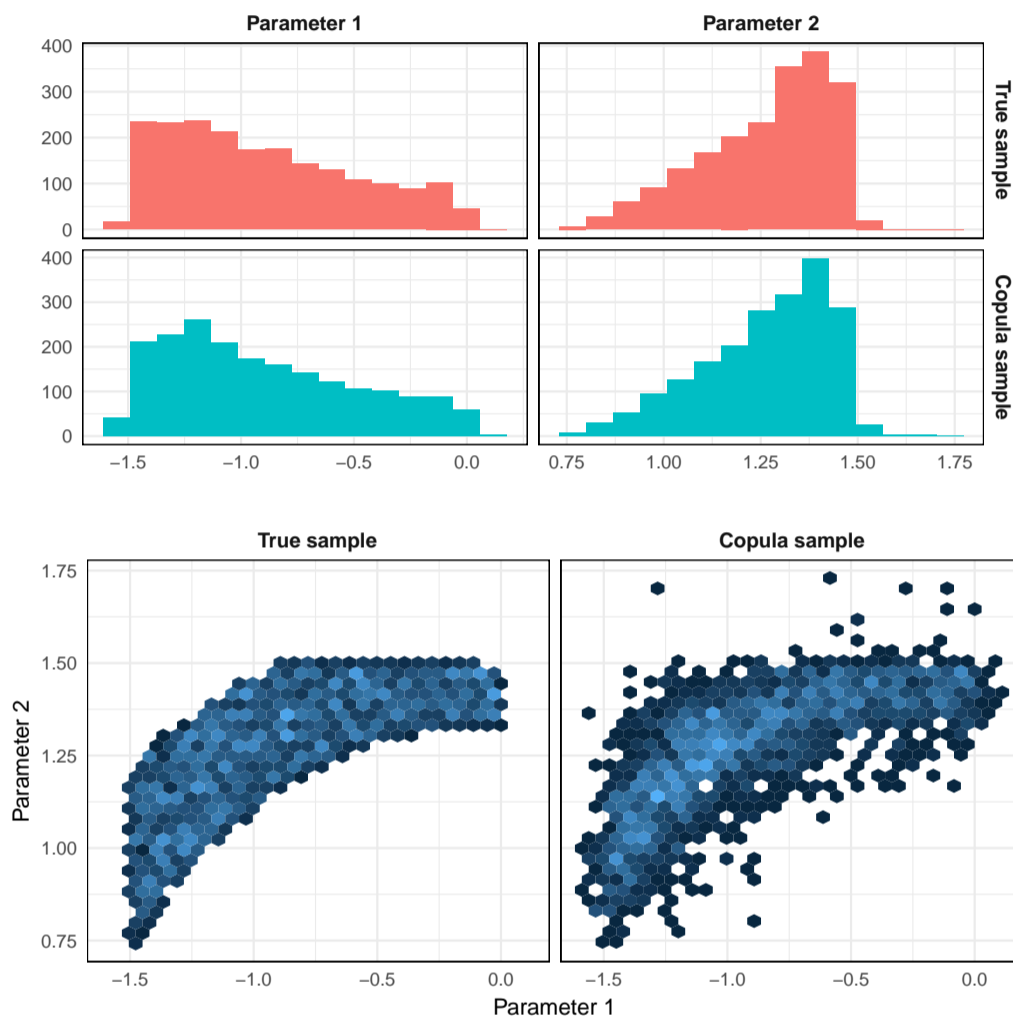 Parameter 1 Parameter 2
400
300
200
100
0
True sample
400
300
200
100
0
Copula sample
−1.5 −1.0 −0.5 0.0 0.75 1.00 1.25 1.50 1.75
True sample Copula sample
1.75
1.50
1.25
1.00
0.75
Parameter 2
−1.5 −1.0 −0.5 0.0 −1.5 −1.0 −0.5 0.0
Parameter 1